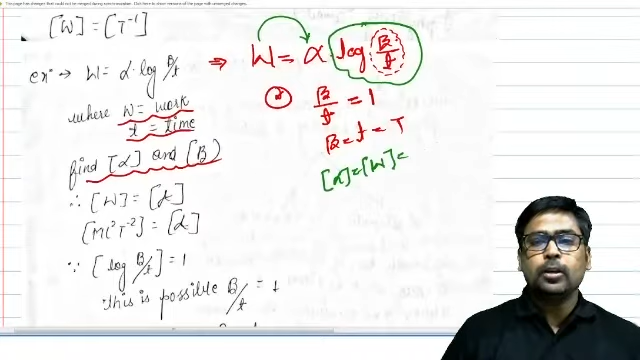 [W] = [T⁻¹]
ex → W = α·log B/t
where W = work
t = time
find [α] and [B]
∴ [W] = [α]
[ML²T⁻²] = [α]
∵ [log B/t] = 1
This is possible B/t = 1
⇒ W = α·log B/t
B/t = 1
B = t = T
[α] = [W] =